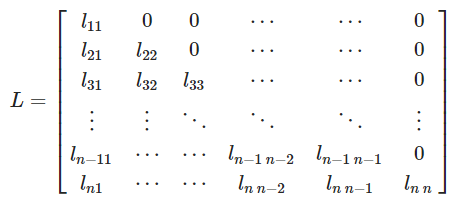 L = [ l₁₁ 0 0 ⋯ ⋯ 0
l₂₁ l₂₂ 0 ⋯ ⋯ 0
l₃₁ l₃₂ l₃₃ ⋯ ⋯ 0
⋮ ⋮ ⋱ ⋱ ⋱ ⋮
lₙ₋₁₁ ⋯ ⋯ lₙ₋₁ ₙ₋₂ lₙ₋₁ ₙ₋₁ 0
lₙ₁ ⋯ ⋯ lₙ ₙ₋₂ lₙ ₙ₋₁ lₙ ₙ ]